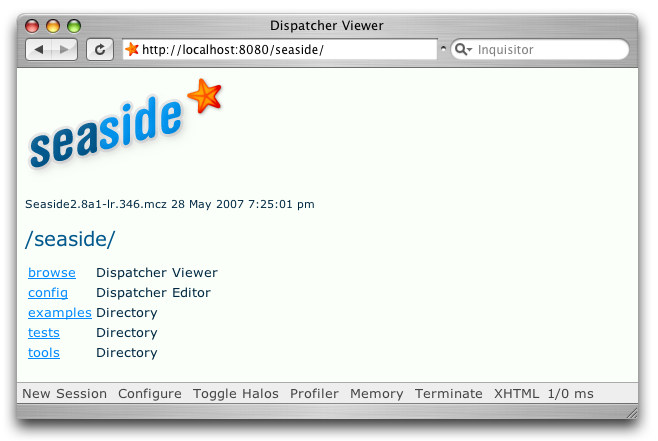 Dispatcher Viewer
http://localhost:8080/seaside/
Inquisitor
seaside
Seaside2.8a1-lr.346.mcz 28 May 2007 7:25:01 pm
/seaside/
browse Dispatcher Viewer
config Dispatcher Editor
examples Directory
tests Directory
tools Directory
New Session Configure Toggle Halos Profiler Memory Terminate XHTML 1/0 ms